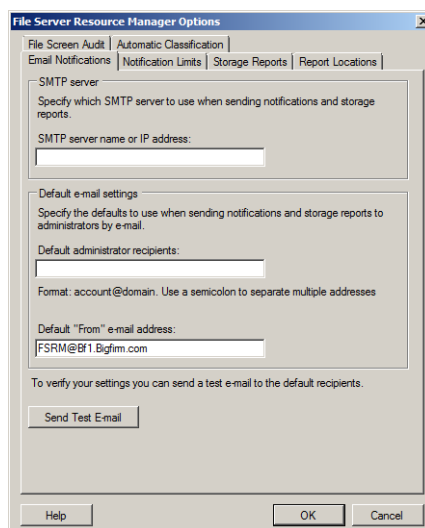 File Server Resource Manager Options
File Screen Audit Automatic Classification
Email Notifications Notification Limits Storage Reports Report Locations
SMTP server
Specify which SMTP server to use when sending notifications and storage
reports.
SMTP server name or IP address:
Default e-mail settings
Specify the defaults to use when sending notifications and storage reports to
administrators by e-mail.
Default administrator recipients:
Format: account@domain. Use a semicolon to separate multiple addresses
Default "From" e-mail address:
FSRM@Bf1.Bigfirm.com
To verify your settings you can send a test e-mail to the default recipients.
Send Test E-mail
Help OK Cancel